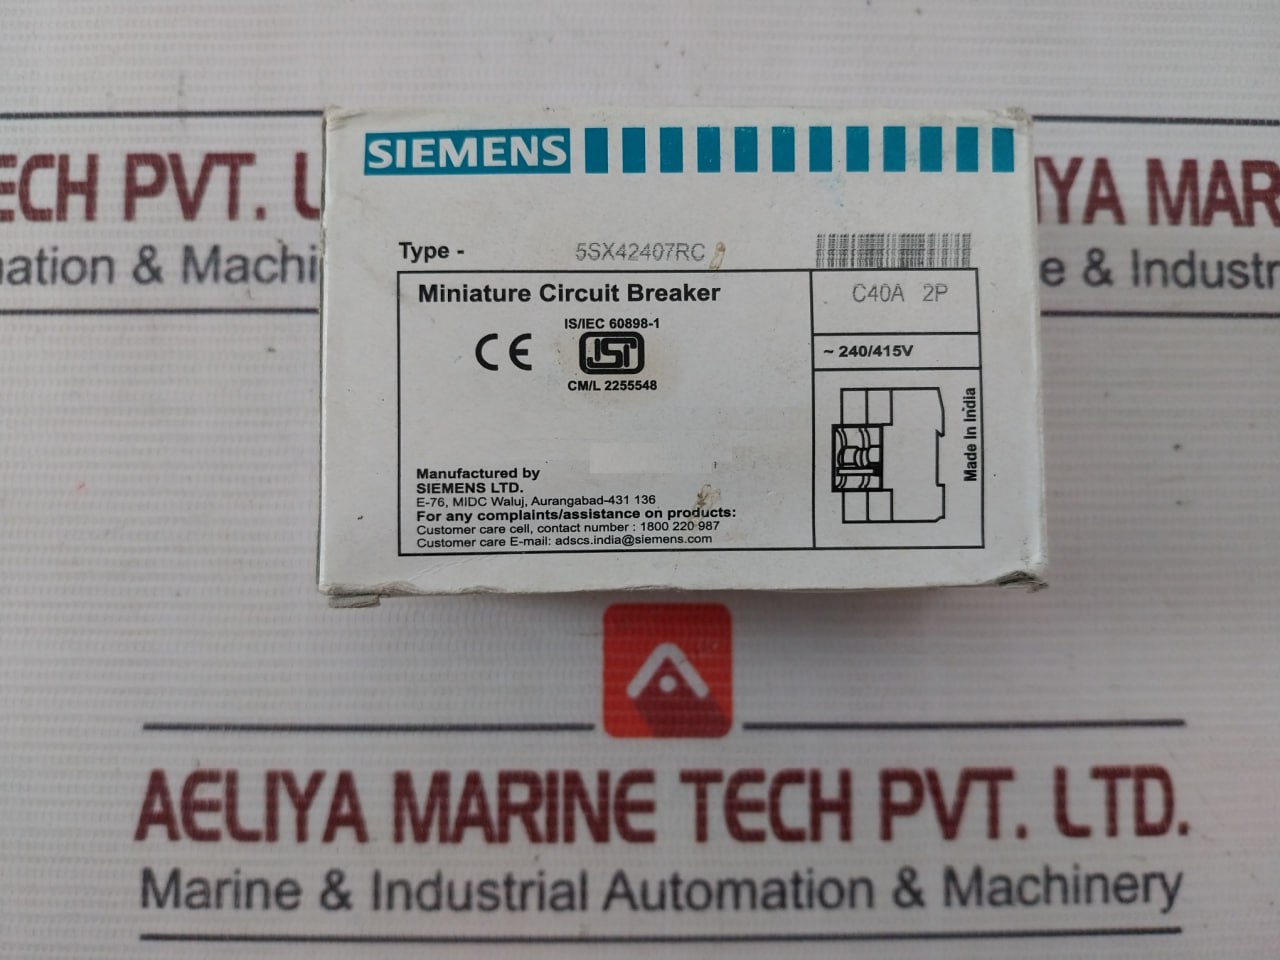 SIEMENS
Type - 5SX42407RC
Miniature Circuit Breaker
C40A 2P
IS/IEC 60898-1
CE
ISI
CM/L 2255548
~ 240/415V
Made In India
Manufactured by
SIEMENS LTD.
E-76, MIDC Waluj, Aurangabad-431 136
For any complaints/assistance on products:
Customer care cell, contact number : 1800 220 987
Customer care E-mail: adscs.india@siemens.com
ECH PVT. L
IYA MAR
nation & Machi
e & Industr
AELIYA MARINE TECH PVT. LTD.
Marine & Industrial Automation & Machinery